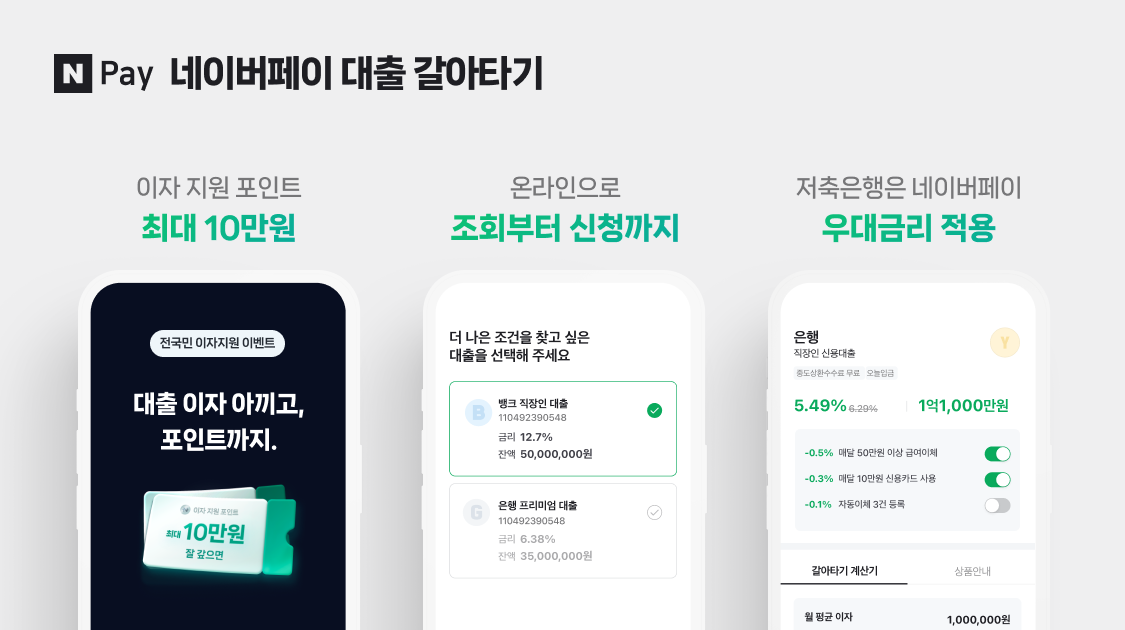 N Pay 네이버페이 대출 갈아타기
이자 지원 포인트
최대 10만원
전국민 이자지원 이벤트
대출 이자 아끼고,
포인트까지.
이자 지원 포인트
최대 10만원
잘 갚으면
온라인으로
조회부터 신청까지
더 나은 조건을 찾고 싶은
대출을 선택해 주세요
B
뱅크 직장인 대출
110492390548
금리 12.7%
잔액 50,000,000원
G
은행 프리미엄 대출
110492390548
금리 6.38%
잔액 35,000,000원
저축은행은 네이버페이
우대금리 적용
은행
직장인 신용대출
Y
중도상환수수료 무료 오늘입금
5.49% 6.29% 1억1,000만원
-0.5% 매달 50만원 이상 급여이체
-0.3% 매달 10만원 신용카드 사용
-0.1% 자동이체 3건 등록
갈아타기 계산기 상품안내
월 평균 이자 1,000,000원